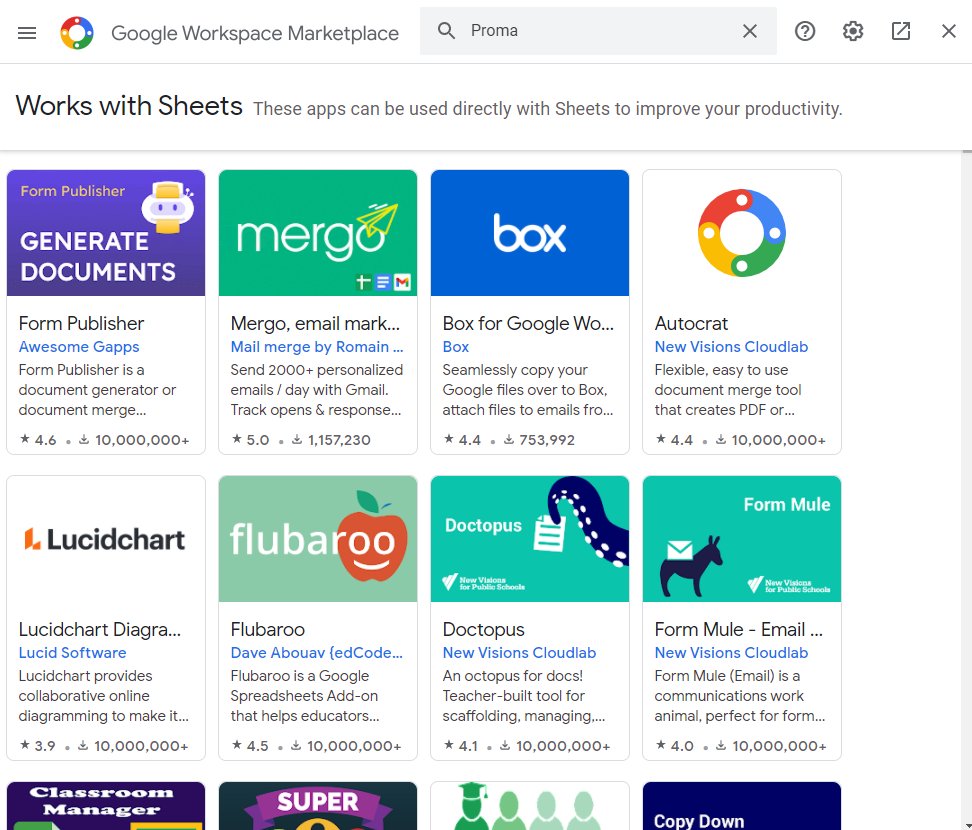 Google Workspace Marketplace
Proma
Works with Sheets These apps can be used directly with Sheets to improve your productivity.
Form Publisher
GENERATE
DOCUMENTS
Form Publisher
Awesome Gapps
Form Publisher is a
document generator or
document merge...
4.6 • 10,000,000+
mergo
Mergo, email mark...
Mail merge by Romain ...
Send 2000+ personalized
emails / day with Gmail.
Track opens & response...
5.0 • 1,157,230
box
Box for Google Wo...
Box
Seamlessly copy your
Google files over to Box,
attach files to emails fro...
4.4 • 753,992
Autocrat
New Visions Cloudlab
Flexible, easy to use
document merge tool
that creates PDF or...
4.4 • 10,000,000+
Lucidchart
Lucidchart Diagra...
Lucid Software
Lucidchart provides
collaborative online
diagramming to make it...
3.9 • 10,000,000+
flubaroo
Flubaroo
Dave Abouav {edCode...
Flubaroo is a Google
Spreadsheets Add-on
that helps educators...
4.5 • 10,000,000+
Doctopus
New Visions
for Public Schools
Doctopus
New Visions Cloudlab
An octopus for docs!
Teacher-built tool for
scaffolding, managing,...
4.1 • 10,000,000+
Form Mule
New Visions
for Public Schools
Form Mule - Email ...
New Visions Cloudlab
Form Mule (Email) is a
communications work
animal, perfect for form...
4.0 • 10,000,000+
Classroom
Manager
SUPER
Copy Down